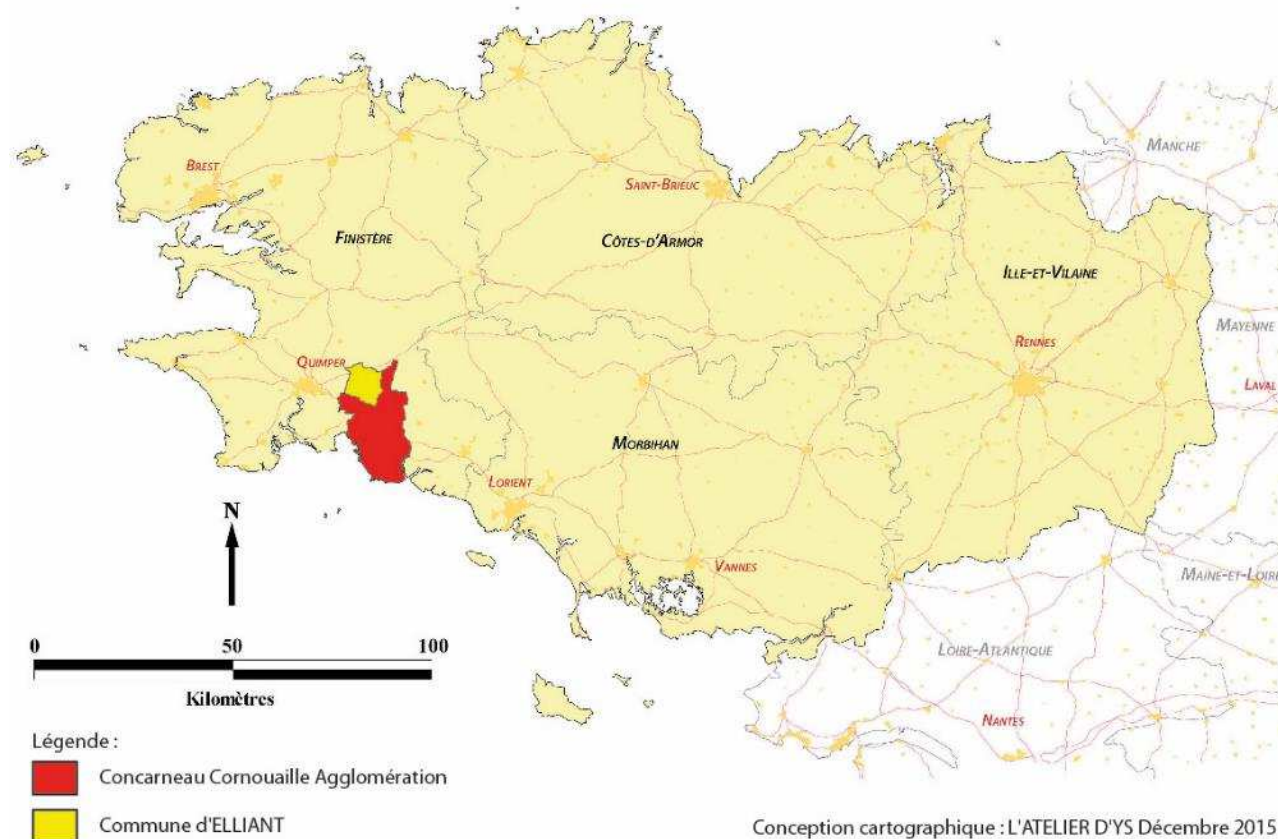 MANCHE
BREST
SAINT-BRIEUC
FINISTÈRE
CÔTES-D'ARMOR
ILLE-ET-VILAINE
MAYENNE
RENNES
QUIMPER
LAVAL
MORBIHAN
LORIENT
N
VANNES
MAINE-ET-LOIRE
0 50 100
LOIRE-ATLANTIQUE
Kilomètres
NANTES
Légende :
Concarneau Cornouaille Agglomération
Commune d'ELLIANT
Conception cartographique : L'ATELIER D'YS Décembre 2015